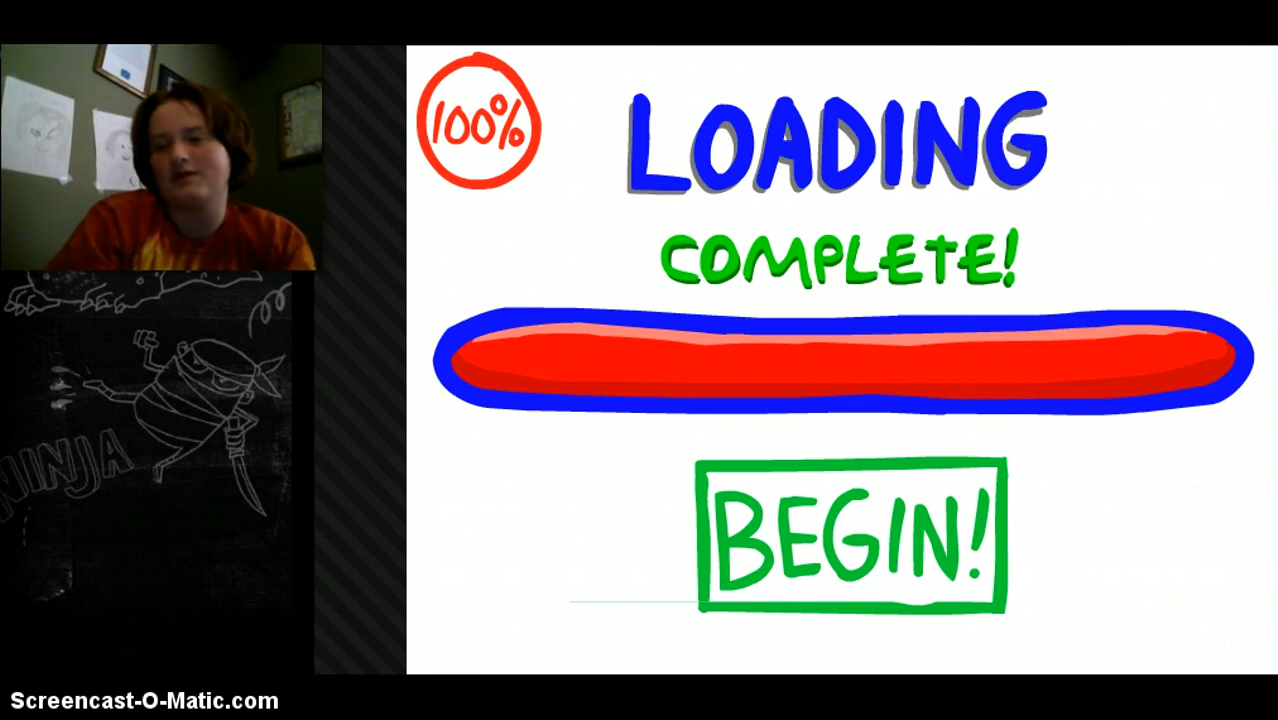 100%
LOADING
COMPLETE!
BEGIN!
NINJA
Screencast-O-Matic.com